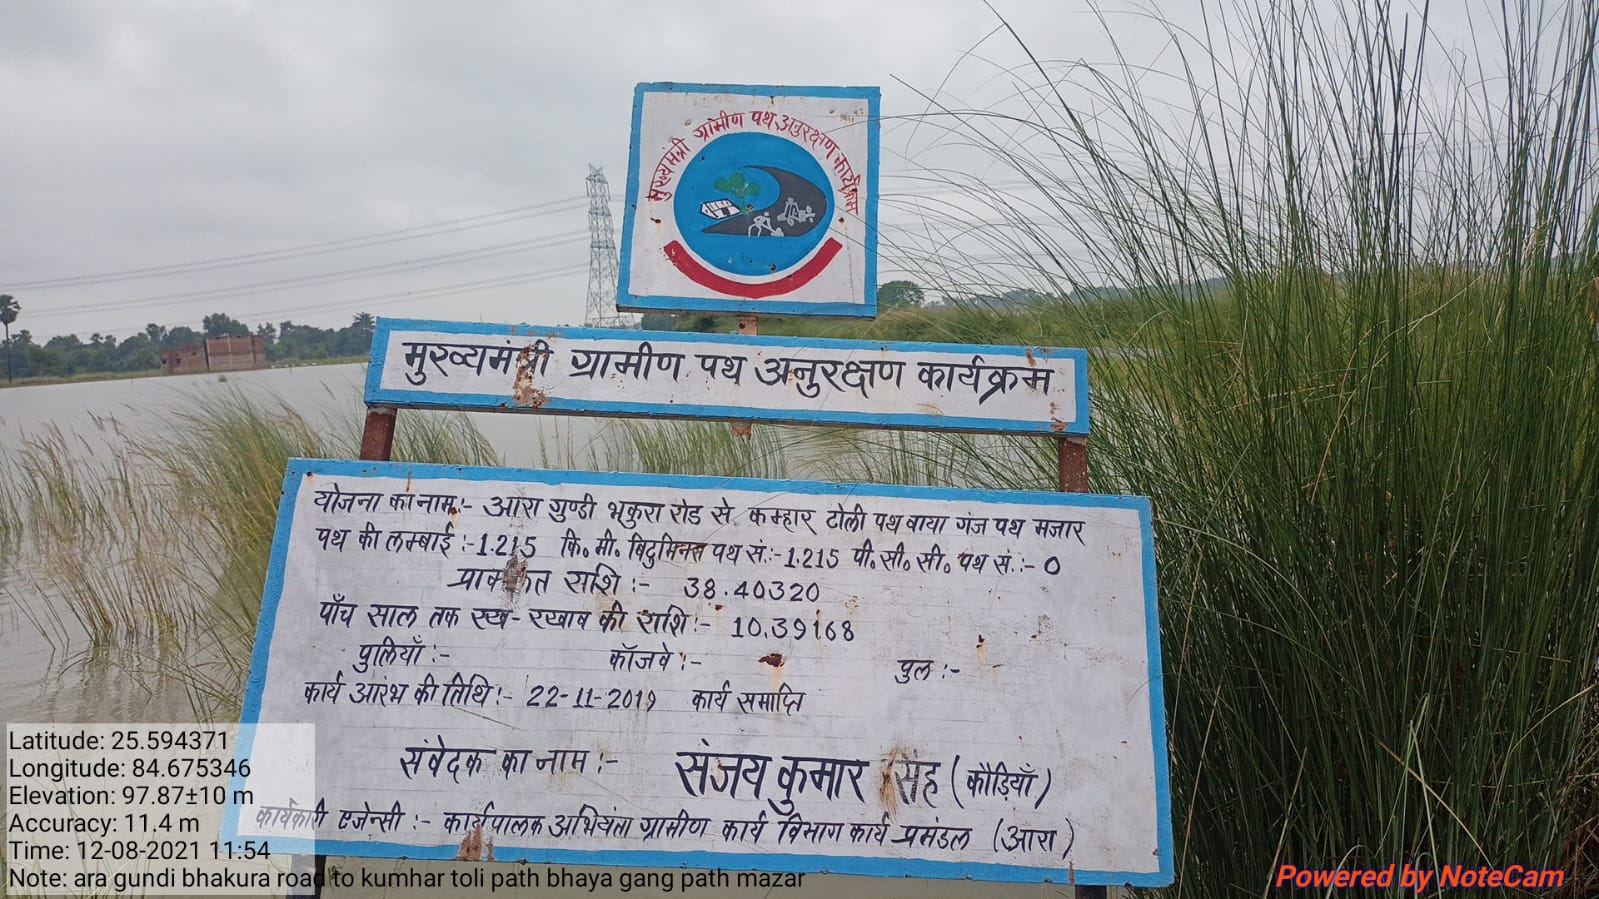 मुख्यमंत्री ग्रामीण पथ अनुरक्षण कार्यक्रम
मुख्यमंत्री ग्रामीण पथ अनुरक्षण कार्यक्रम
योजना का नाम:- आरा गुण्डी भकुरा रोड से कम्हार टोली पथ वाया गंज पथ मजार
पथ की लम्बाई:-1.215 कि.मी. बिटुमिनस पथ सं:-1.215 पी.सी.सी. पथ सं.:- 0
प्राक्कलित राशि:- 38.40320
पाँच साल तक रख-रखाव की राशि:- 10.39168
पुलियाँ:- कॉजवे:- पुल:-
कार्य आरंभ की तिथि:- 22-11-2019 कार्य समाप्ति
संवेदक का नाम:- संजय कुमार सिंह (कौड़ियाँ)
कार्यकारी एजेन्सी:- कार्यपालक अभियंता ग्रामीण कार्य विभाग कार्य प्रमंडल (आरा)
Latitude: 25.594371
Longitude: 84.675346
Elevation: 97.87±10 m
Accuracy: 11.4 m
Time: 12-08-2021 11:54
Note: ara gundi bhakura road to kumhar toli path bhaya gang path mazar
Powered by NoteCam